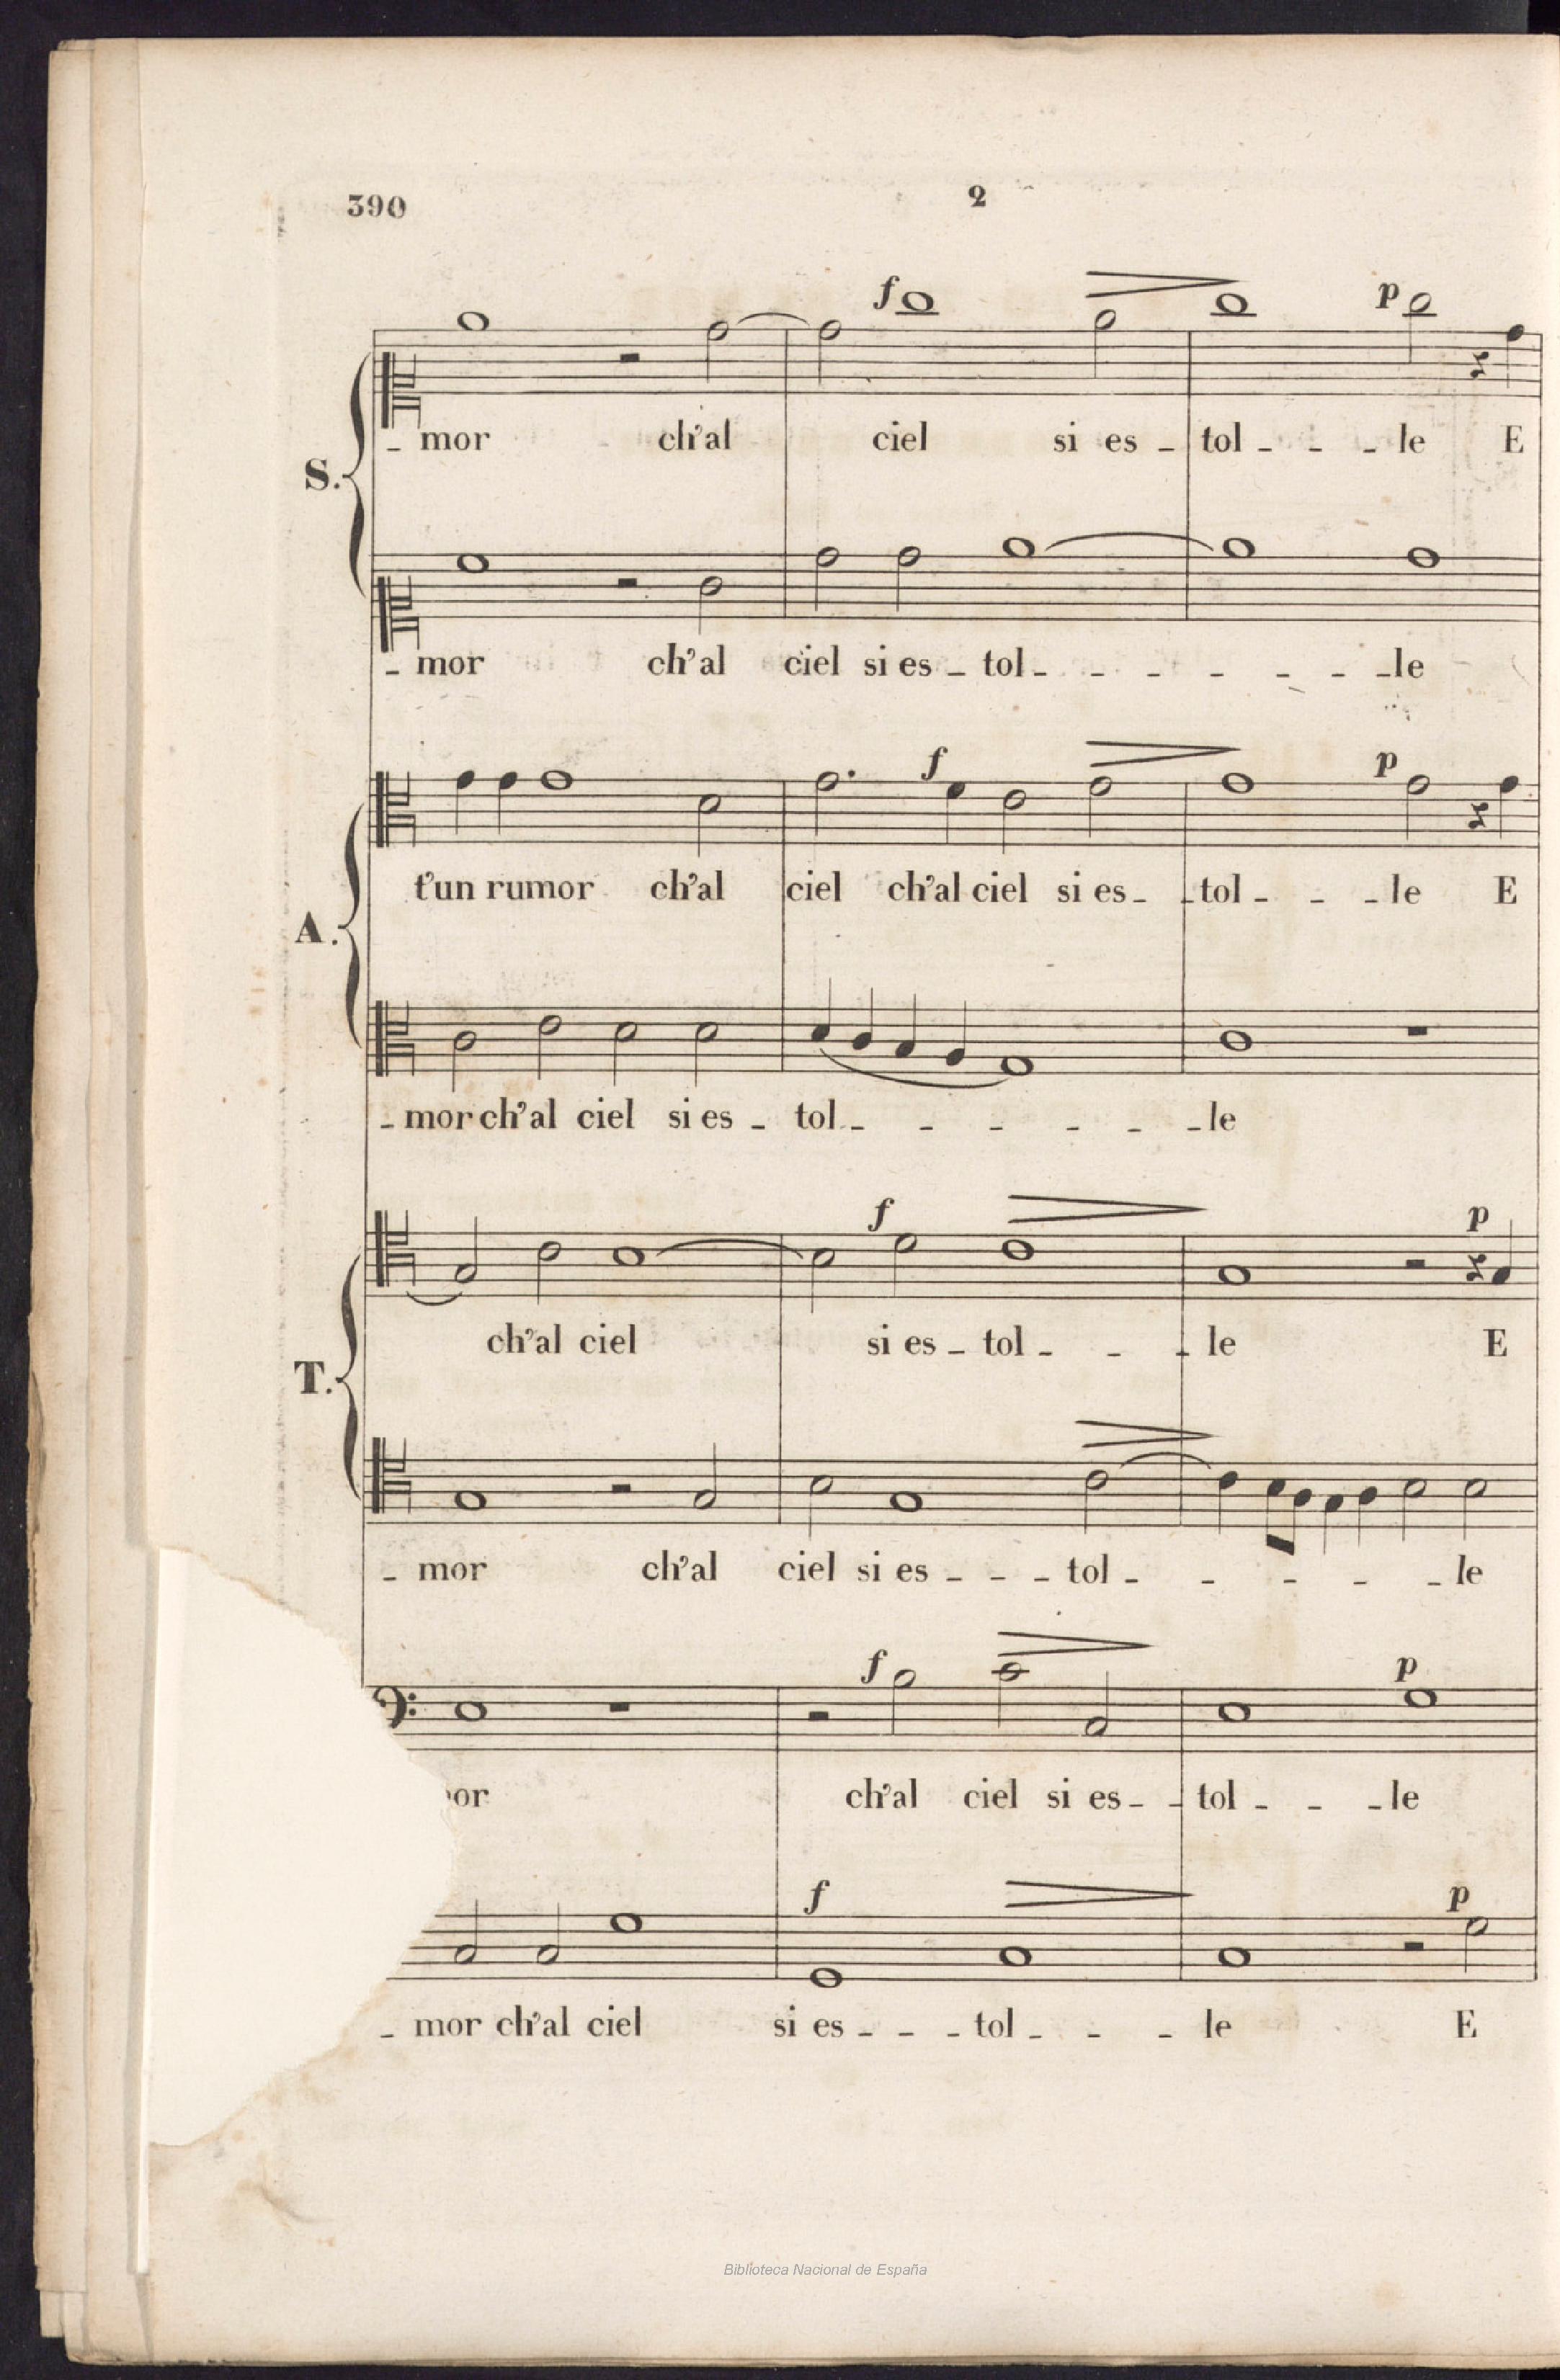 390 2
f p
_ mor ch'al ciel si es _ tol _ _ _ le E
S.
_ mor ch'al ciel si es _ tol _ _ _ _ _ _ _ le
f p
t'un rumor ch'al ciel ch'al ciel si es _ _ tol _ _ _ le E
A.
_ mor ch'al ciel si es _ tol _ _ _ _ _ _ le
f p
ch'al ciel si es _ tol _ _ _ le E
T.
_ mor ch'al ciel si es _ _ _ tol _ _ _ _ _ le
f p
or ch'al ciel si es _ _ tol _ _ _ le
f p
_ mor ch'al ciel si es _ _ _ tol _ _ _ le E
Biblioteca Nacional de España